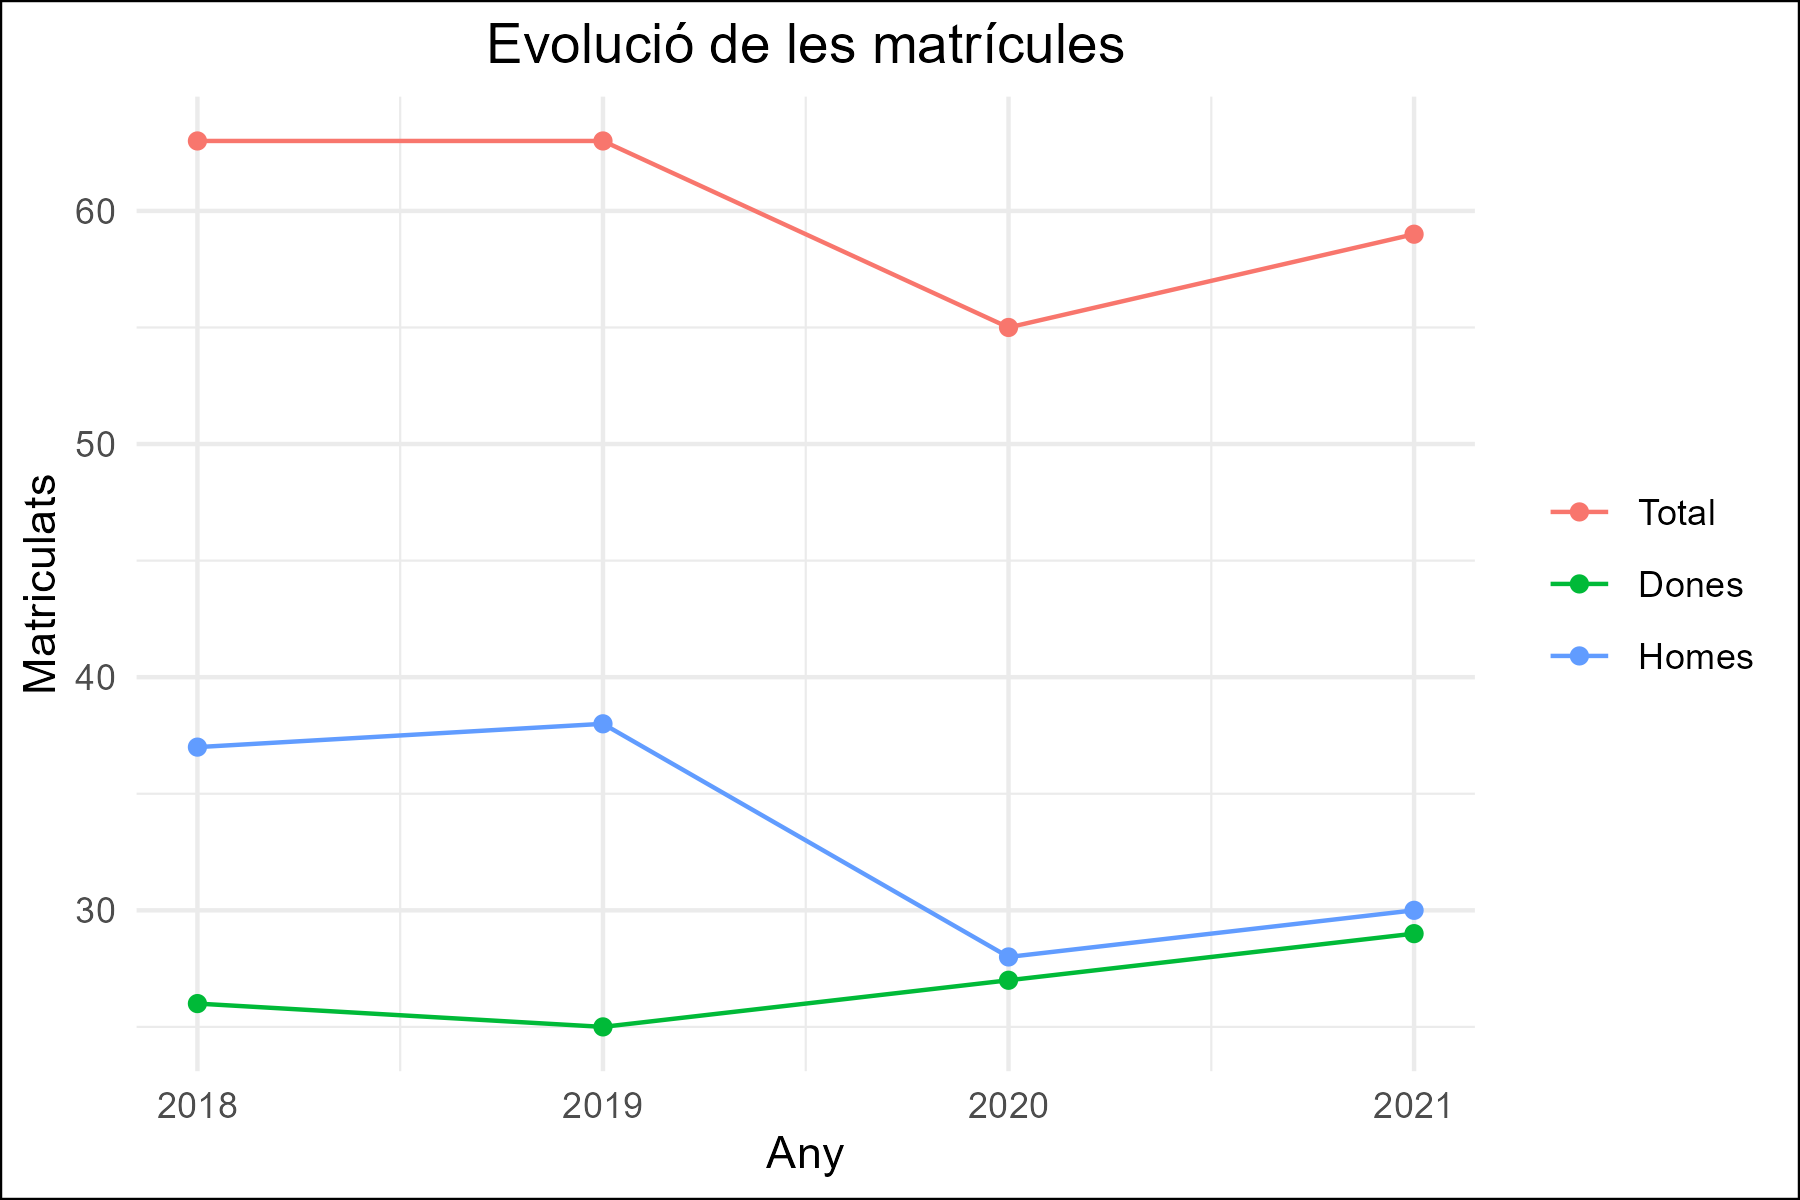 Evolució de les matrícules
Matriculats
60
50
40
30
2018
2019
2020
2021
Any
Total
Dones
Homes